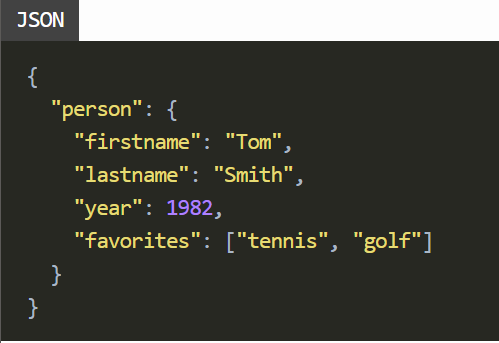 JSON
{
  "person": {
    "firstname": "Tom",
    "lastname": "Smith",
    "year": 1982,
    "favorites": ["tennis", "golf"]
  }
}